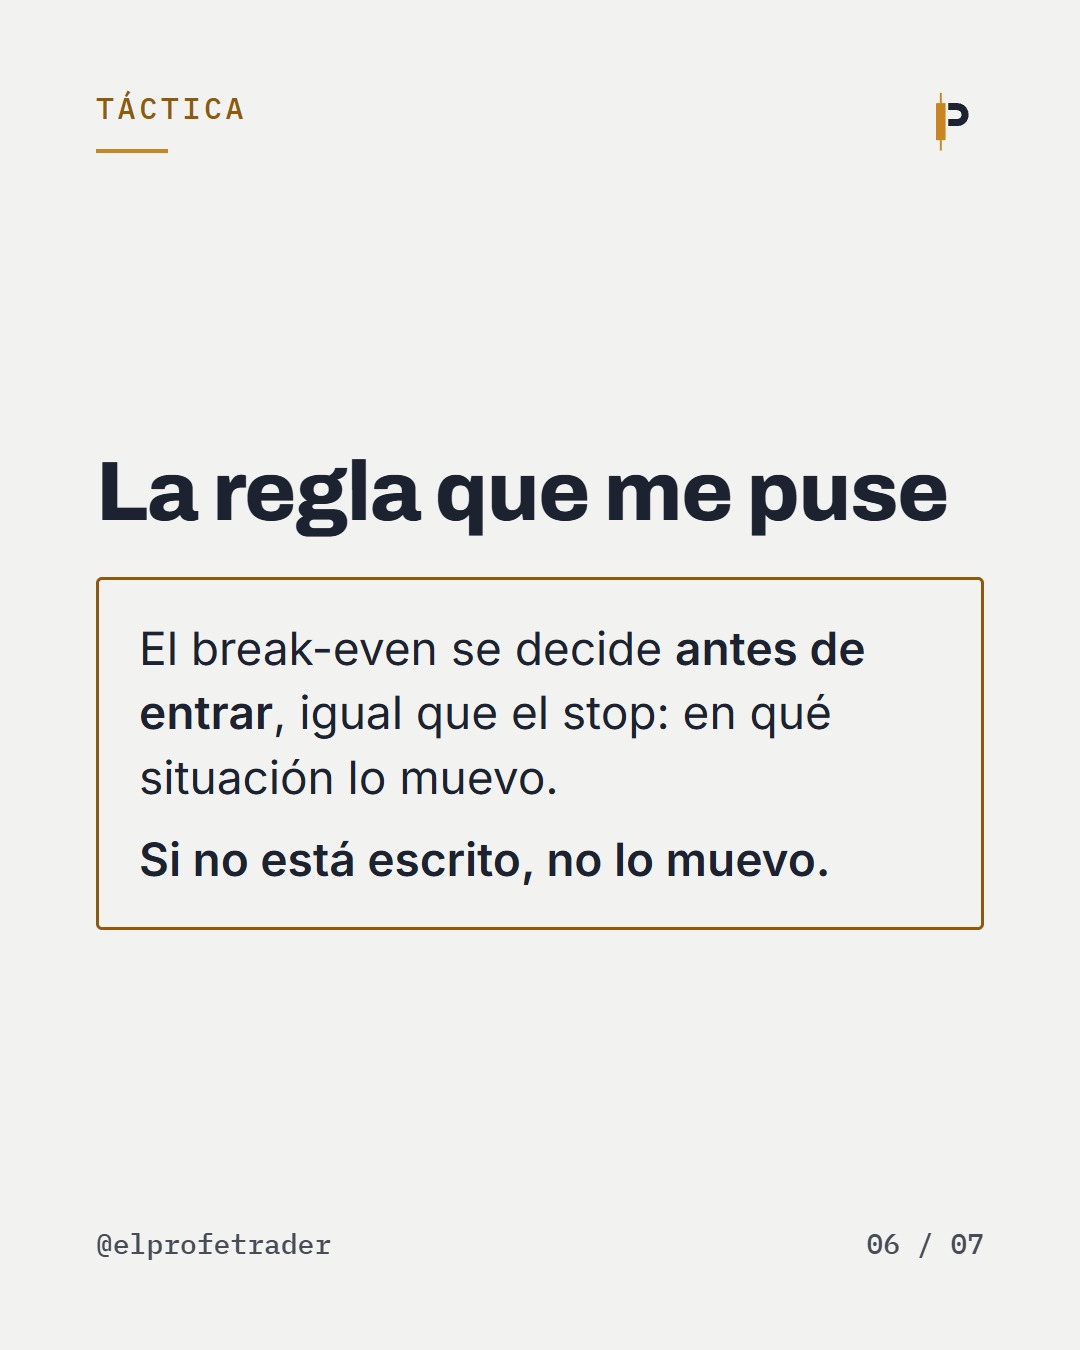 TÁCTICA
P
La regla que me puse
El break-even se decide antes de
entrar, igual que el stop: en qué
situación lo muevo.
Si no está escrito, no lo muevo.
@elprofetrader
06 / 07